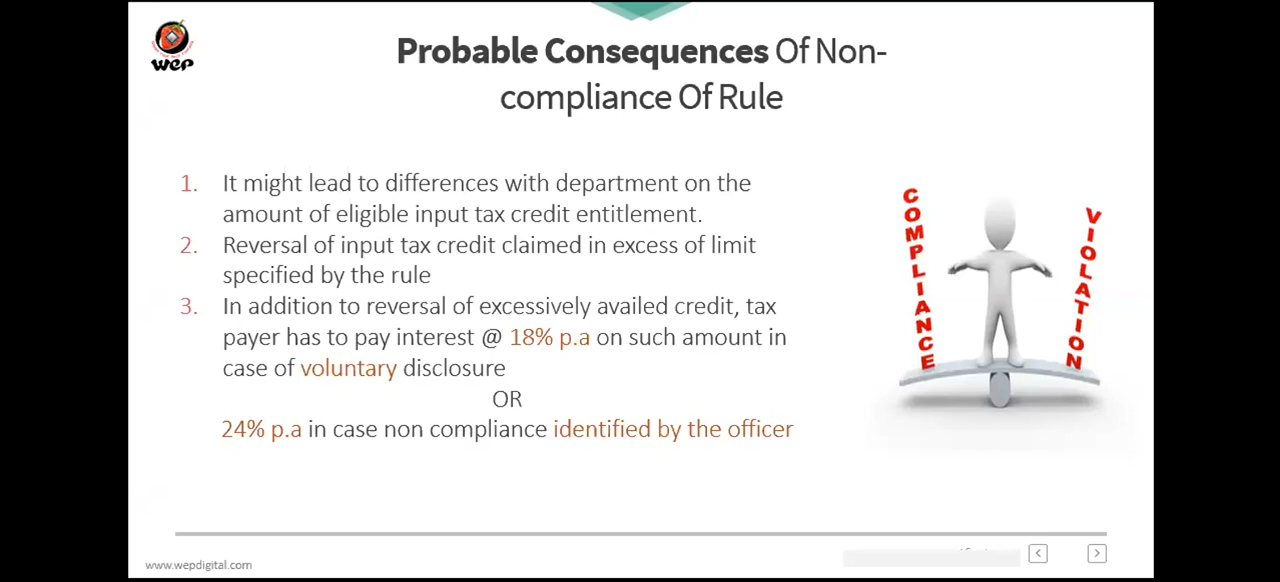 WeP
Probable Consequences Of Non-
compliance Of Rule
1. It might lead to differences with department on the
amount of eligible input tax credit entitlement.
2. Reversal of input tax credit claimed in excess of limit
specified by the rule
3. In addition to reversal of excessively availed credit, tax
payer has to pay interest @ 18% p.a on such amount in
case of voluntary disclosure
OR
24% p.a in case non compliance identified by the officer
COMPLIANCE
VIOLATION
www.wepdigital.com